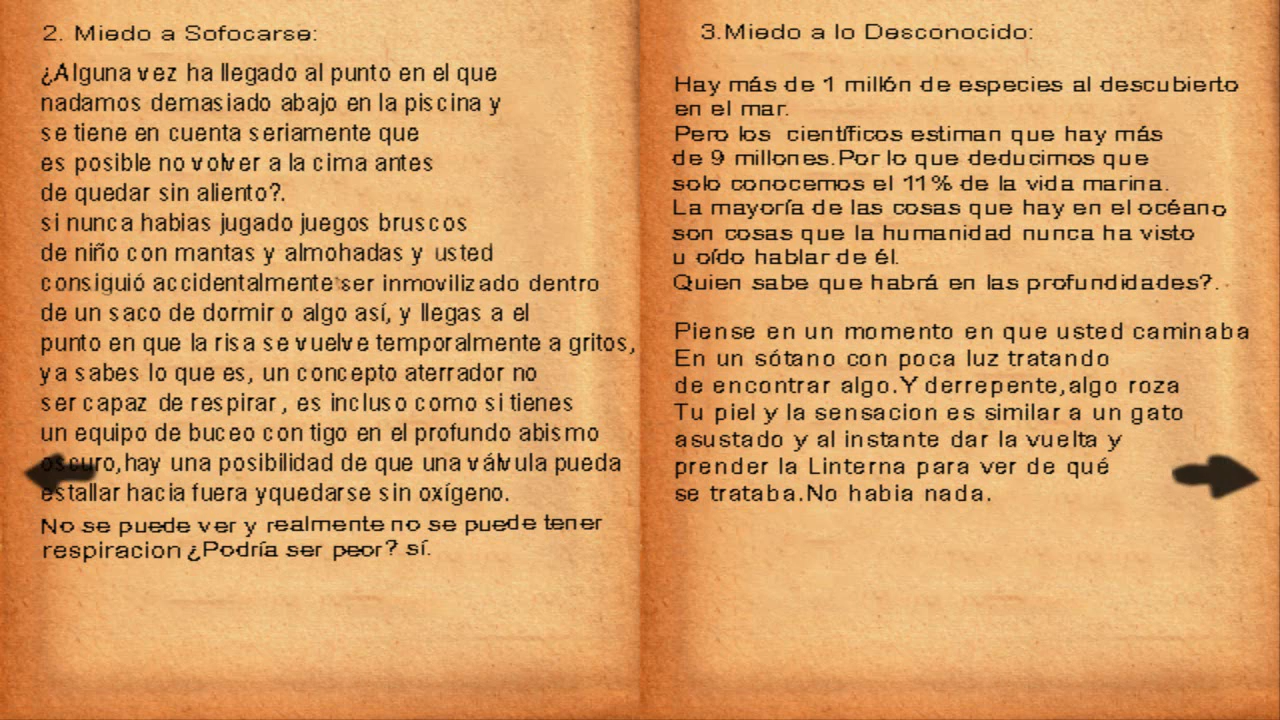 2. Miedo a Sofocarse:
¿Alguna vez ha llegado al punto en el que
nadamos demasiado abajo en la piscina y
se tiene en cuenta seriamente que
es posible no volver a la cima antes
de quedar sin aliento?.
si nunca habias jugado juegos bruscos
de niño con mantas y almohadas y usted
consiguió accidentalmente ser inmovilizado dentro
de un saco de dormir o algo así, y llegas a el
punto en que la risa se vuelve temporalmente a gritos,
ya sabes lo que es, un concepto aterrador no
ser capaz de respirar, es incluso como si tienes
un equipo de buceo contigo en el profundo abismo
oscuro,hay una posibilidad de que una válvula pueda
estallar hacia fuera yquedarse sin oxígeno.
No se puede ver y realmente no se puede tener
respiracion ¿Podría ser peor? sí.
3.Miedo a lo Desconocido:
Hay más de 1 millón de especies al descubierto
en el mar.
Pero los científicos estiman que hay más
de 9 millones.Por lo que deducimos que
solo conocemos el 11% de la vida marina.
La mayoría de las cosas que hay en el océano
son cosas que la humanidad nunca ha visto
u oído hablar de él.
Quien sabe que habrá en las profundidades?.
Piense en un momento en que usted caminaba
En un sótano con poca luz tratando
de encontrar algo.Y derrepente,algo roza
Tu piel y la sensacion es similar a un gato
asustado y al instante dar la vuelta y
prender la Linterna para ver de qué
se trataba.No habia nada.